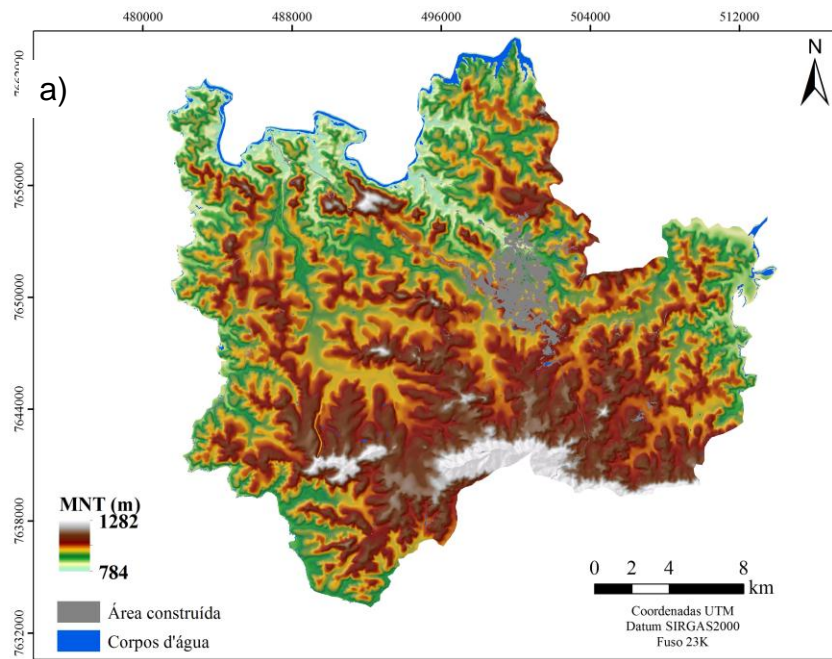 480000 488000 496000 504000 512000
N
a)
7656000
7650000
7644000
7638000
7632000
MNT (m)
1282
784
Área construída
Corpos d'água
0 2 4 8
km
Coordenadas UTM
Datum SIRGAS2000
Fuso 23K